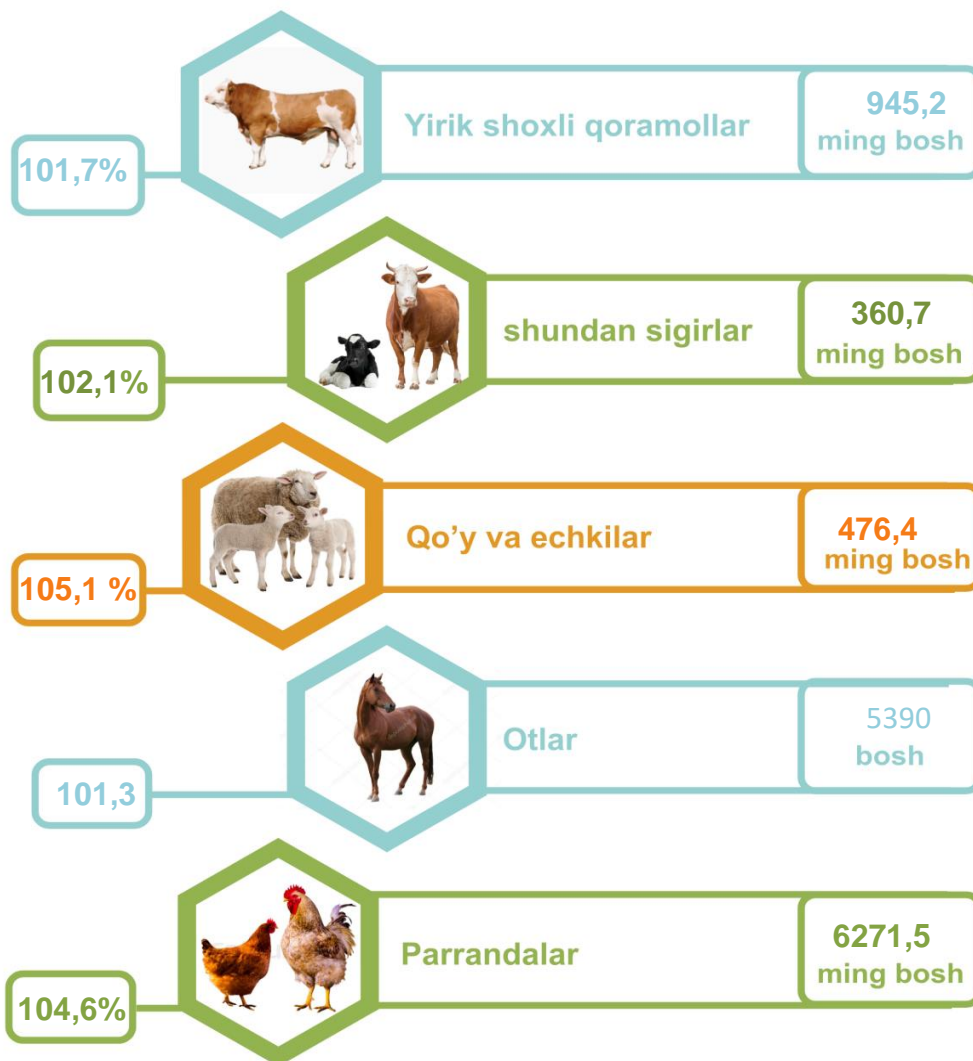 Yirik shoxli qoramollar
945,2
ming bosh
101,7%
shundan sigirlar
360,7
ming bosh
102,1%
Qo’y va echkilar
476,4
ming bosh
105,1 %
Otlar
5390
bosh
101,3
Parrandalar
6271,5
ming bosh
104,6%